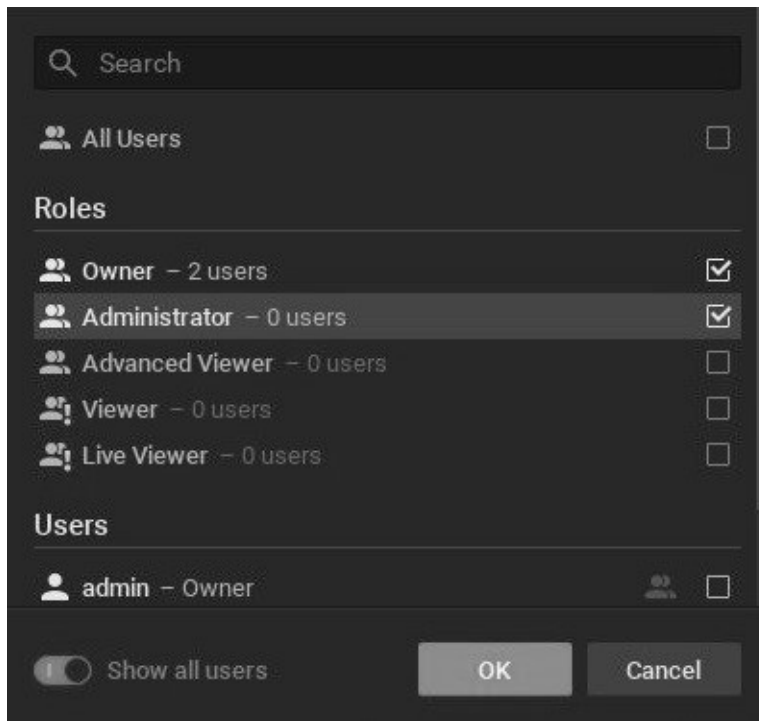 Search
All Users
Roles
Owner – 2 users
Administrator – 0 users
Advanced Viewer – 0 users
Viewer – 0 users
Live Viewer – 0 users
Users
admin – Owner
Show all users
OK
Cancel